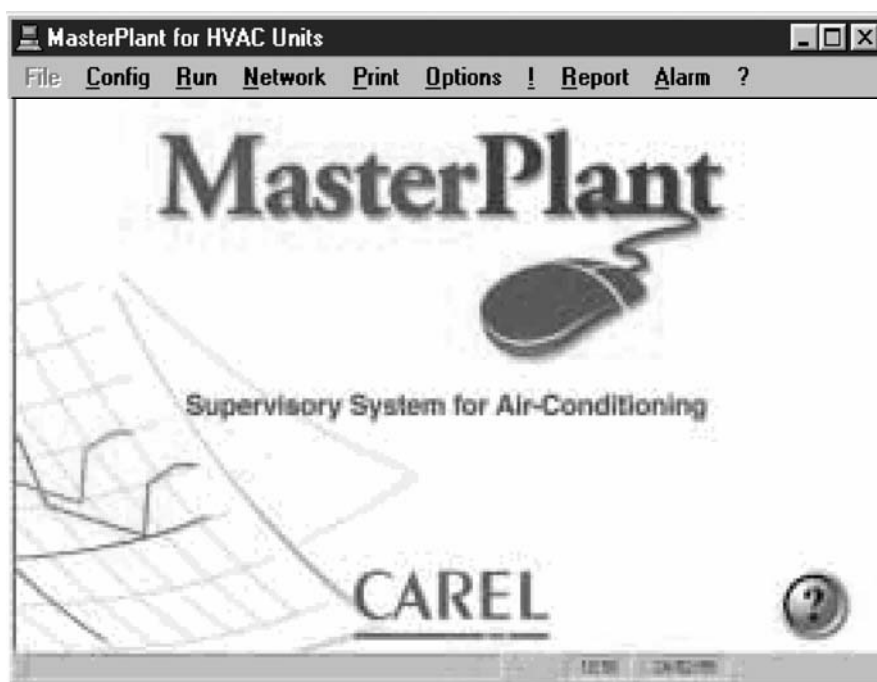 MasterPlant for HVAC Units
File Config Run Network Print Options ! Report Alarm ?
MasterPlant
Supervisory System for Air-Conditioning
CAREL
?